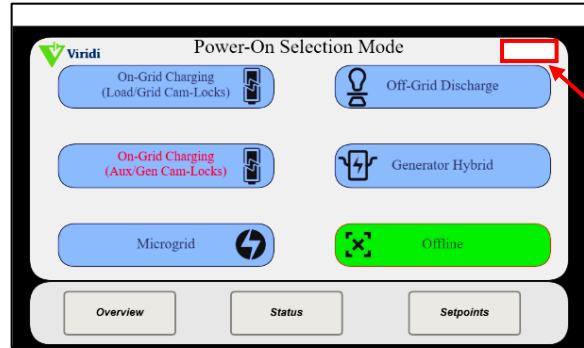 Viridi
Power-On Selection Mode
On-Grid Charging
(Load/Grid Cam-Locks)
Off-Grid Discharge
On-Grid Charging
(Aux/Gen Cam-Locks)
Generator Hybrid
Microgrid
Offline
Overview
Status
Setpoints